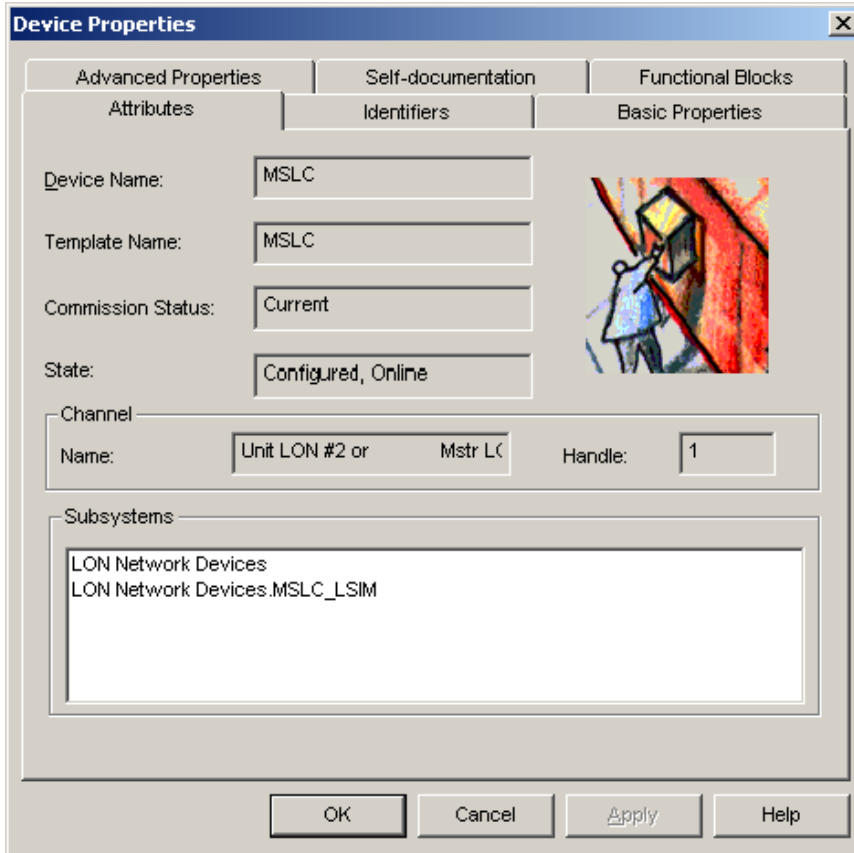 Device Properties
Advanced Properties Self-documentation Functional Blocks
Attributes Identifiers Basic Properties
Device Name: MSLC
Template Name: MSLC
Commission Status: Current
State: Configured, Online
Channel
Name: Unit LON #2 or Mstr L Handle: 1
Subsystems
LON Network Devices
LON Network Devices.MSLC_LSIM
OK Cancel Apply Help